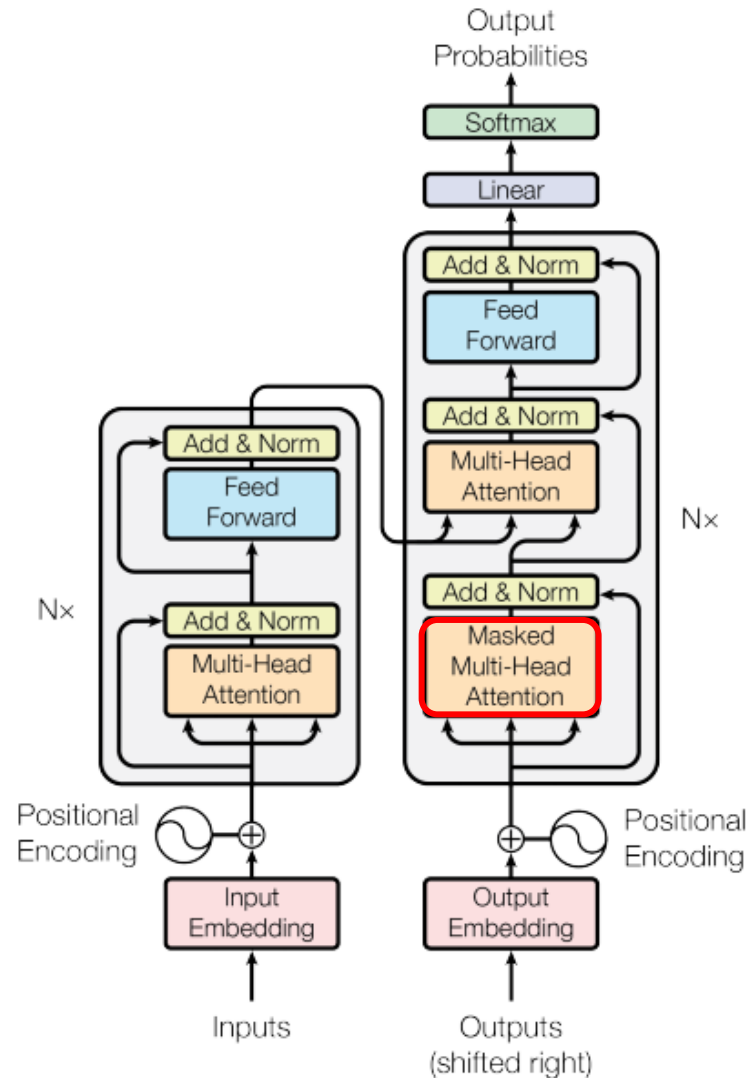 Output
Probabilities
Softmax
Linear
Add & Norm
Feed
Forward
Add & Norm
Multi-Head
Attention
Nx
Add & Norm
Masked
Multi-Head
Attention
Add & Norm
Feed
Forward
Nx
Add & Norm
Multi-Head
Attention
Positional
Encoding
Positional
Encoding
Input
Embedding
Output
Embedding
Inputs
Outputs
(shifted right)